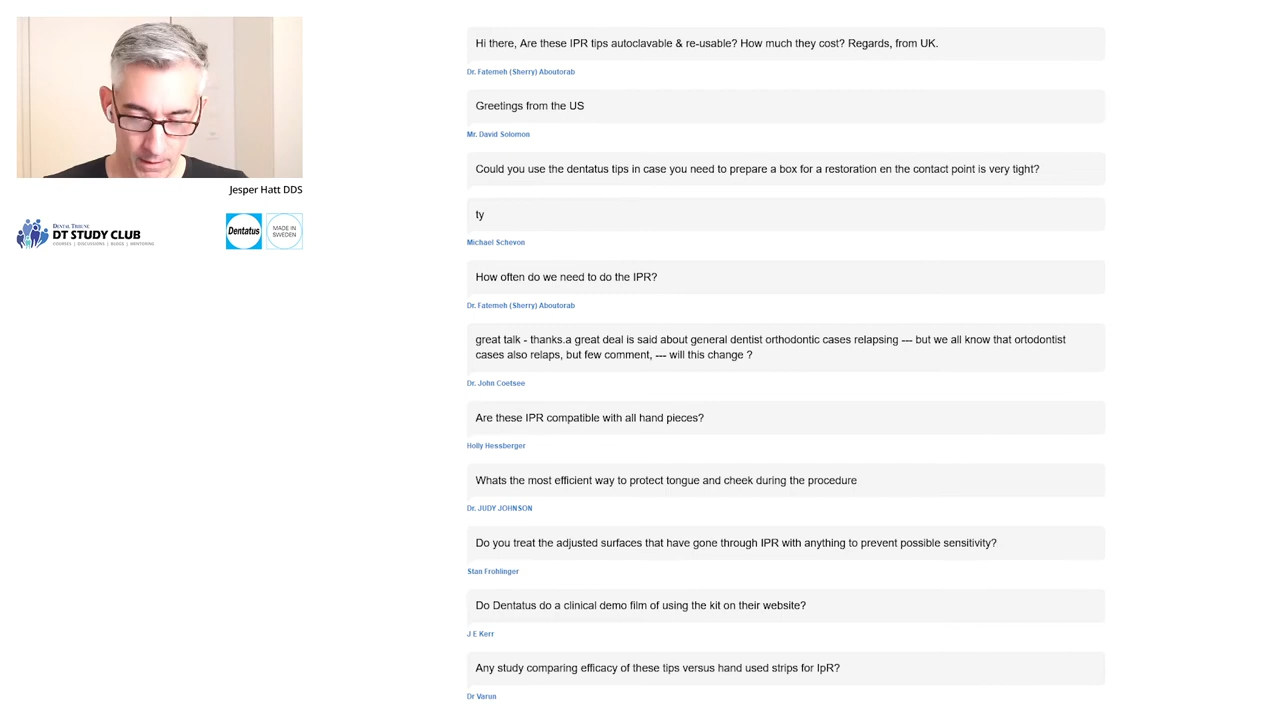 Jesper Hatt DDS
DENTAL TRIBUNE
DT STUDY CLUB
COURSES | DISCUSSIONS | BLOGS | MENTORING
Dentatus
MADE IN
SWEDEN
Hi there, Are these IPR tips autoclavable & re-usable? How much they cost? Regards, from UK.
Dr. Fatemeh (Sherry) Aboutorab
Greetings from the US
Mr. David Solomon
Could you use the dentatus tips in case you need to prepare a box for a restoration en the contact point is very tight?
ty
Michael Schevon
How often do we need to do the IPR?
Dr. Fatemeh (Sherry) Aboutorab
great talk - thanks.a great deal is said about general dentist orthodontic cases relapsing --- but we all know that ortodontist
cases also relaps, but few comment, --- will this change ?
Dr. John Coetsee
Are these IPR compatible with all hand pieces?
Holly Hessberger
Whats the most efficient way to protect tongue and cheek during the procedure
Dr. JUDY JOHNSON
Do you treat the adjusted surfaces that have gone through IPR with anything to prevent possible sensitivity?
Stan Frohlinger
Do Dentatus do a clinical demo film of using the kit on their website?
J E Kerr
Any study comparing efficacy of these tips versus hand used strips for IpR?
Dr Varun